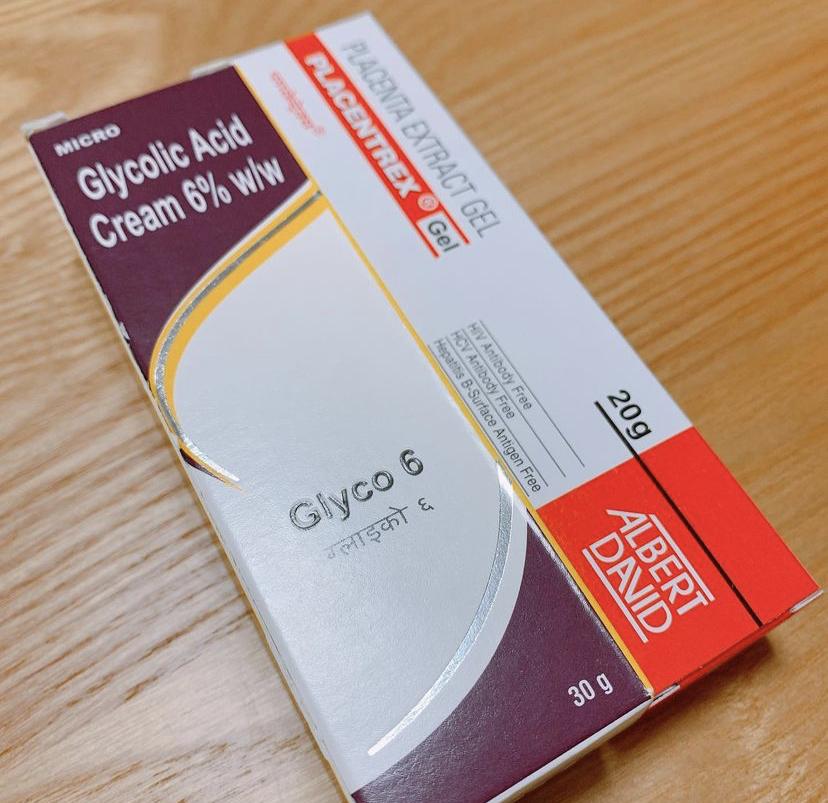 MICRO
Glycolic Acid
Cream 6% w/w
Glyco 6
ग्लाइको ६
30 g
PLACENTA EXTRACT GEL
PLACENTREX® Gel
HIV Antibody Free
HCV Antibody Free
Hepatitis B-Surface Antigen Free
20g
ALBERT
DAVID